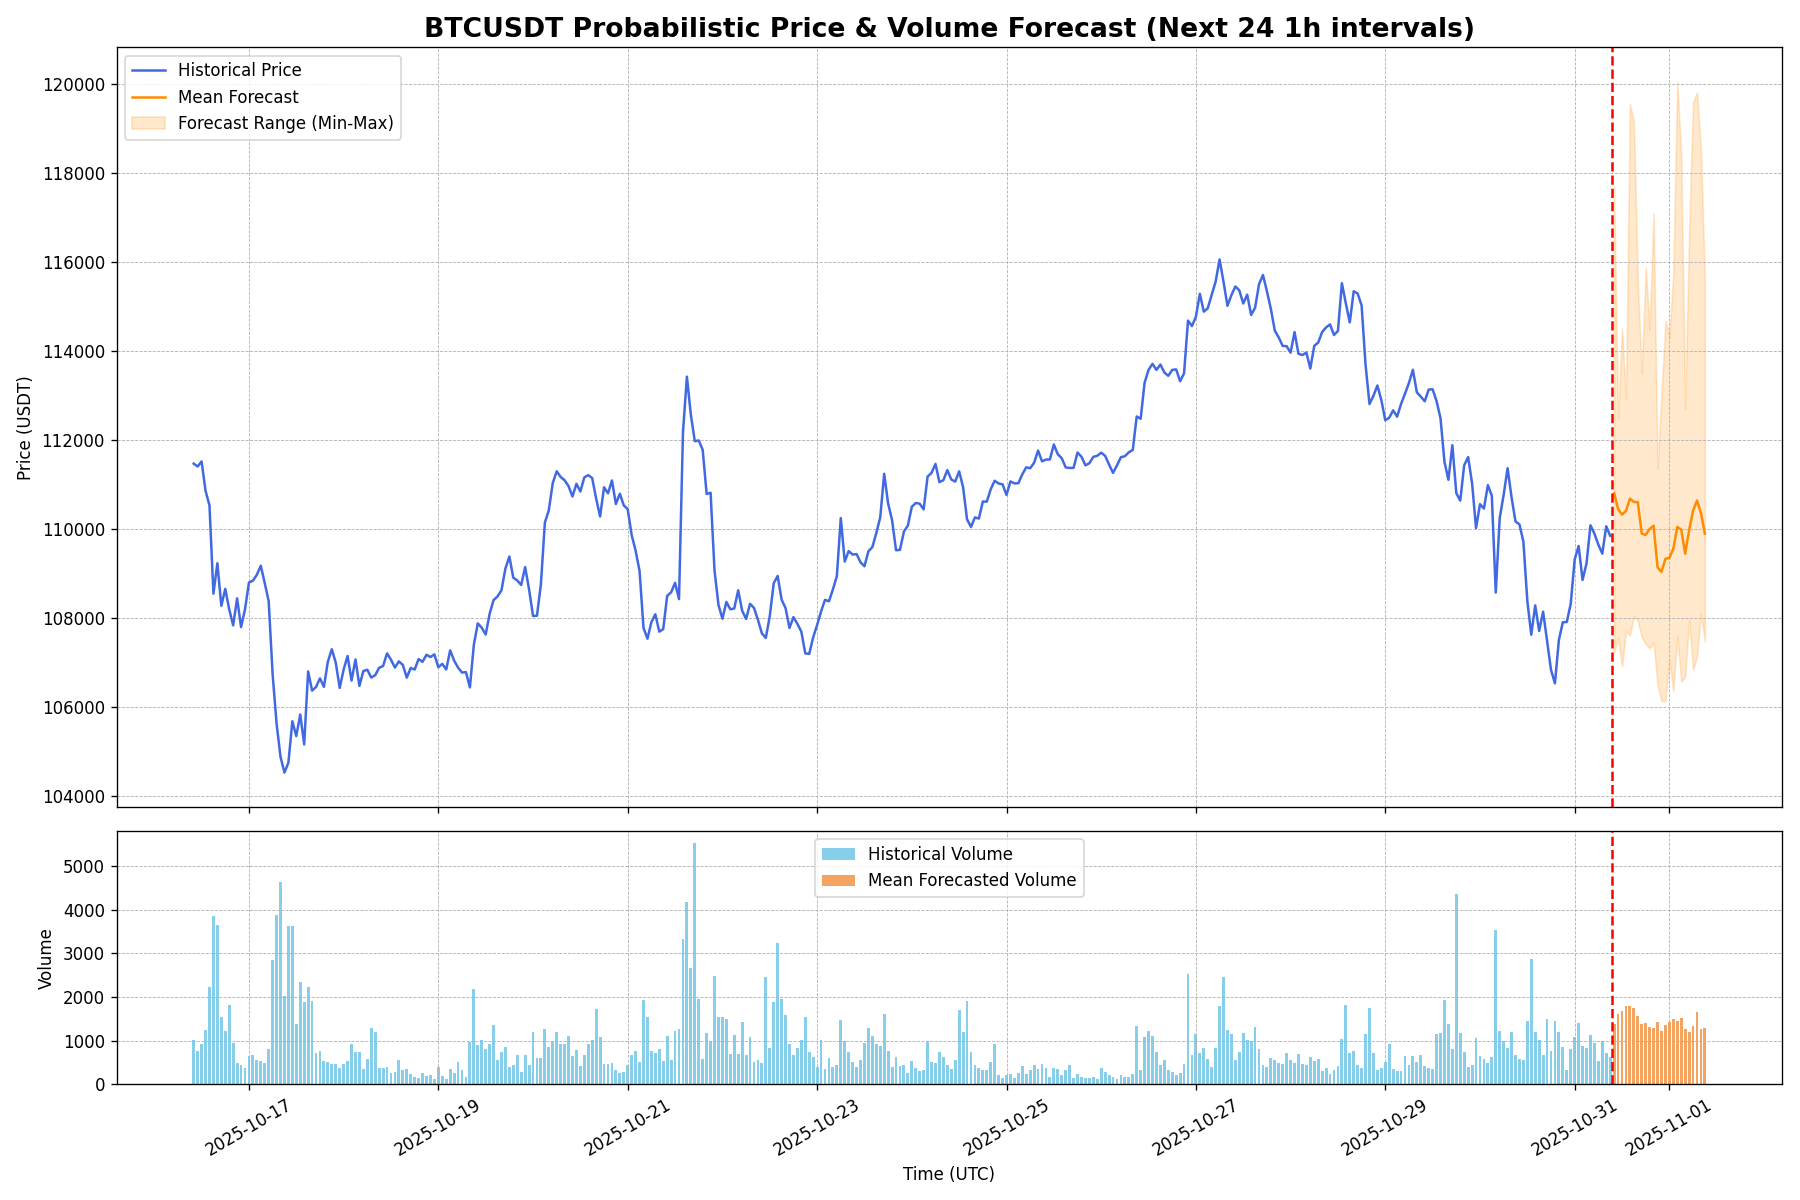 BTCUSDT Probabilistic Price & Volume Forecast (Next 24 1h intervals)
Historical Price
Mean Forecast
Forecast Range (Min-Max)
120000
118000
116000
114000
112000
110000
108000
106000
104000
Price (USDT)
Historical Volume
Mean Forecasted Volume
5000
4000
3000
2000
1000
0
Volume
2025-10-17
2025-10-19
2025-10-21
2025-10-23
2025-10-25
2025-10-27
2025-10-29
2025-10-31
2025-11-01
Time (UTC)